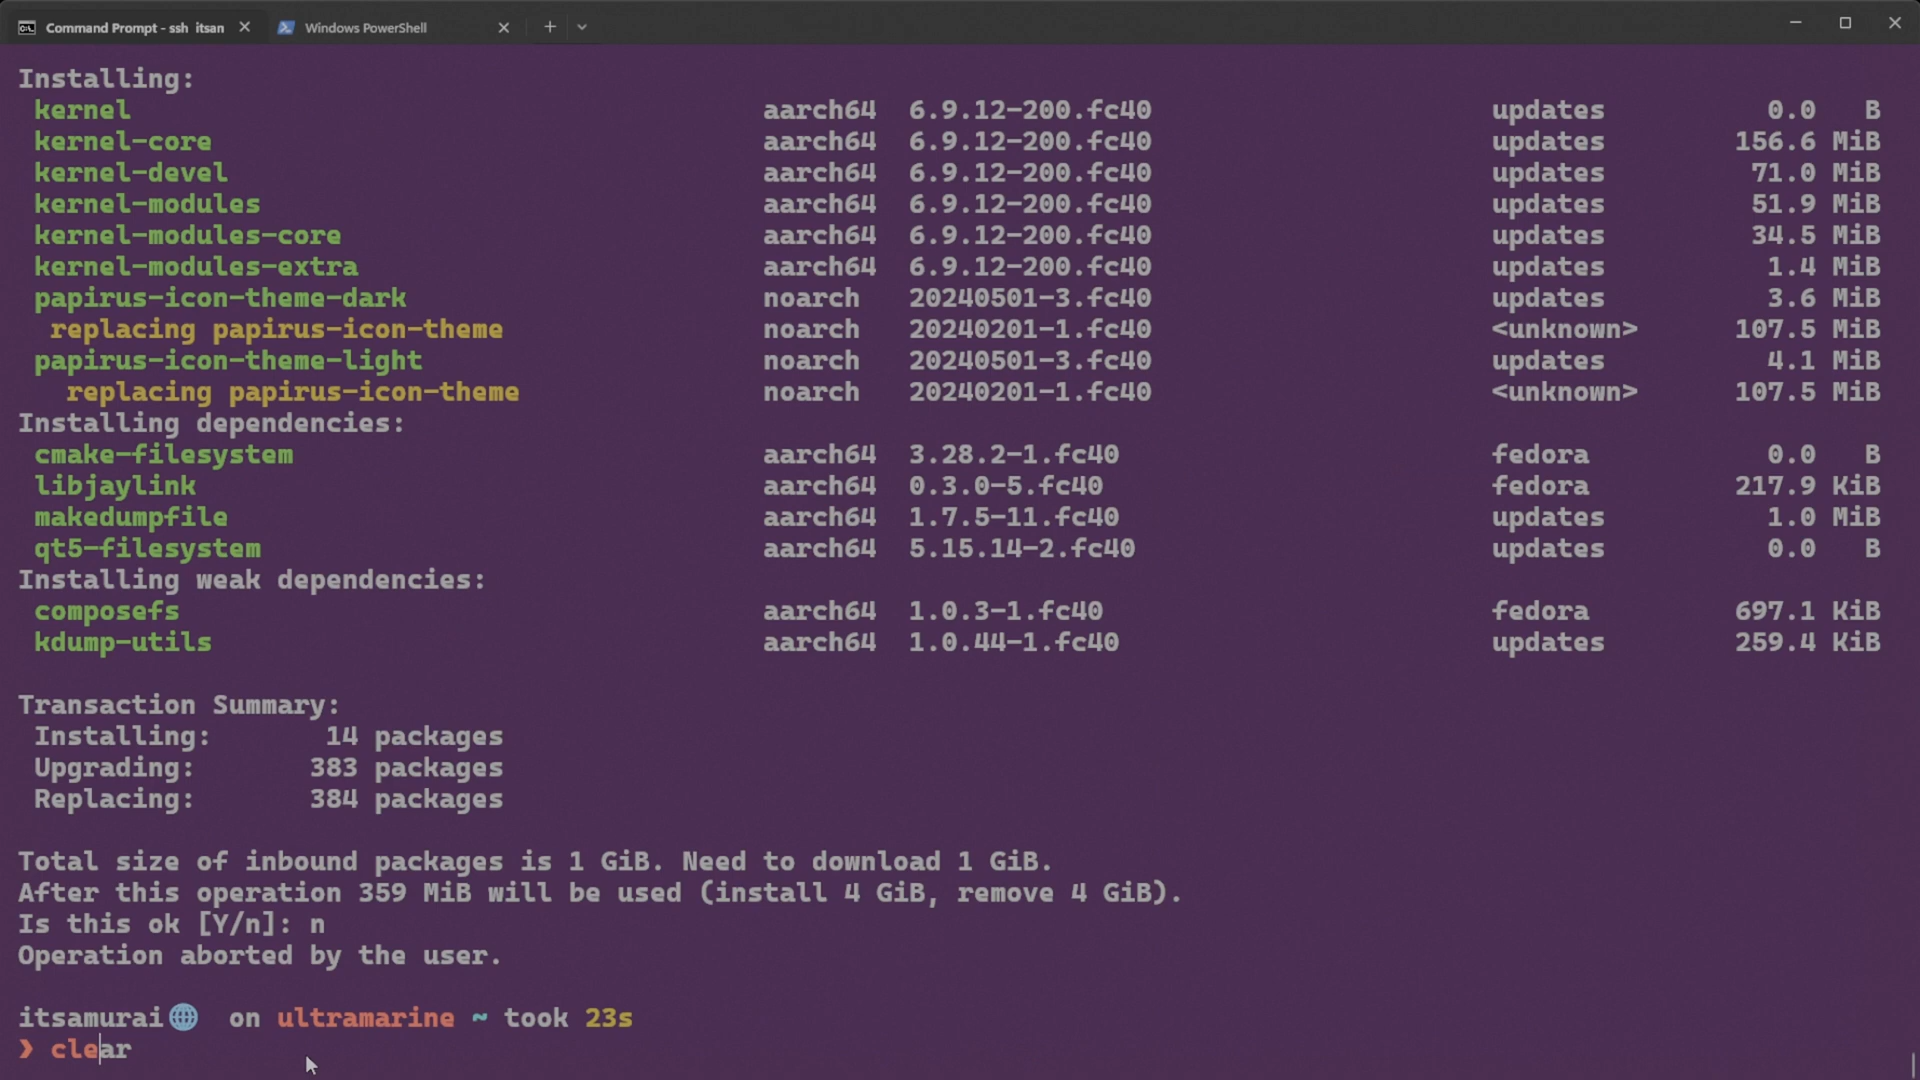 Command Prompt - ssh itsan
Windows PowerShell
Installing:
kernel aarch64 6.9.12-200.fc40 updates 0.0 B
kernel-core aarch64 6.9.12-200.fc40 updates 156.6 MiB
kernel-devel aarch64 6.9.12-200.fc40 updates 71.0 MiB
kernel-modules aarch64 6.9.12-200.fc40 updates 51.9 MiB
kernel-modules-core aarch64 6.9.12-200.fc40 updates 34.5 MiB
kernel-modules-extra aarch64 6.9.12-200.fc40 updates 1.4 MiB
papirus-icon-theme-dark noarch 20240501-3.fc40 updates 3.6 MiB
replacing papirus-icon-theme noarch 20240201-1.fc40 <unknown> 107.5 MiB
papirus-icon-theme-light noarch 20240501-3.fc40 updates 4.1 MiB
replacing papirus-icon-theme noarch 20240201-1.fc40 <unknown> 107.5 MiB
Installing dependencies:
cmake-filesystem aarch64 3.28.2-1.fc40 fedora 0.0 B
libjaylink aarch64 0.3.0-5.fc40 fedora 217.9 KiB
makedumpfile aarch64 1.7.5-11.fc40 updates 1.0 MiB
qt5-filesystem aarch64 5.15.14-2.fc40 updates 0.0 B
Installing weak dependencies:
composefs aarch64 1.0.3-1.fc40 fedora 697.1 KiB
kdump-utils aarch64 1.0.44-1.fc40 updates 259.4 KiB
Transaction Summary:
Installing: 14 packages
Upgrading: 383 packages
Replacing: 384 packages
Total size of inbound packages is 1 GiB. Need to download 1 GiB.
After this operation 359 MiB will be used (install 4 GiB, remove 4 GiB).
Is this ok [Y/n]: n
Operation aborted by the user.
itsamurai🌐 on ultramarine ~ took 23s
❯ clear